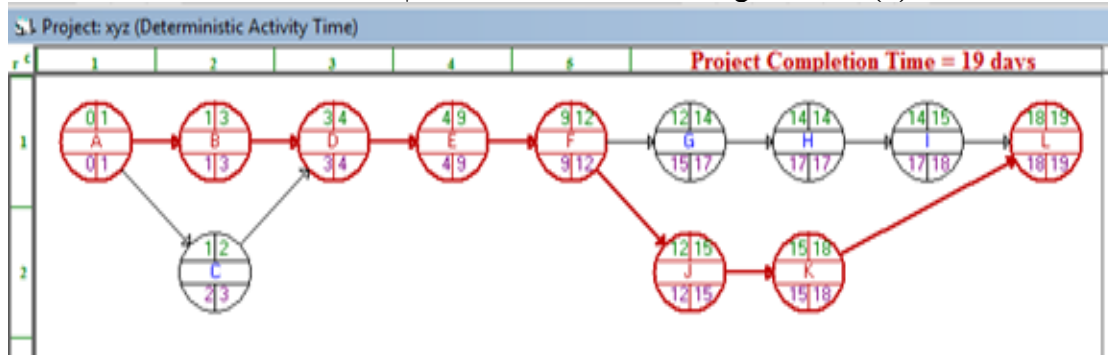 Project: xyz (Deterministic Activity Time)
r c 1 2 3 4 5 Project Completion Time = 19 days
0 1 1 3 3 4 4 9 9 12 12 14 14 14 14 15 18 19
1 A B D E F G H I L
0 1 1 3 3 4 4 9 9 12 15 17 17 17 17 18 18 19
1 2 12 15 15 18
2 C J K
2 3 12 15 15 18